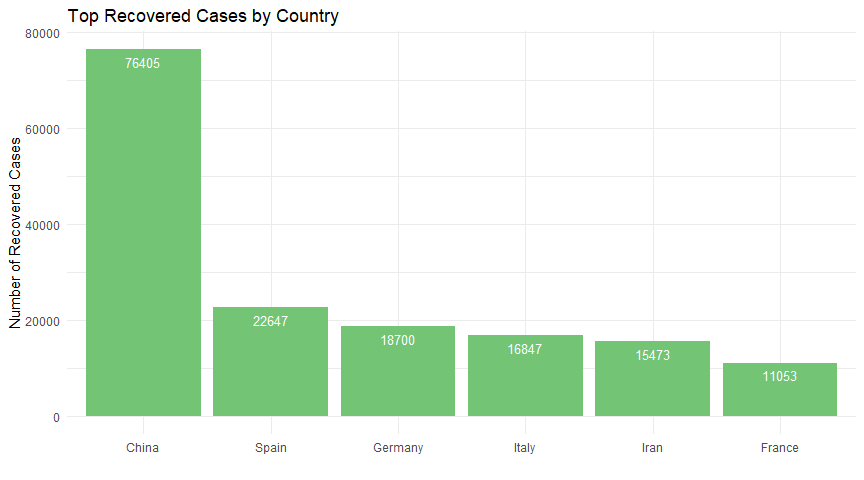 Top Recovered Cases by Country
Number of Recovered Cases
80000
60000
40000
20000
0
76405
22647
18700
16847
15473
11053
China
Spain
Germany
Italy
Iran
France